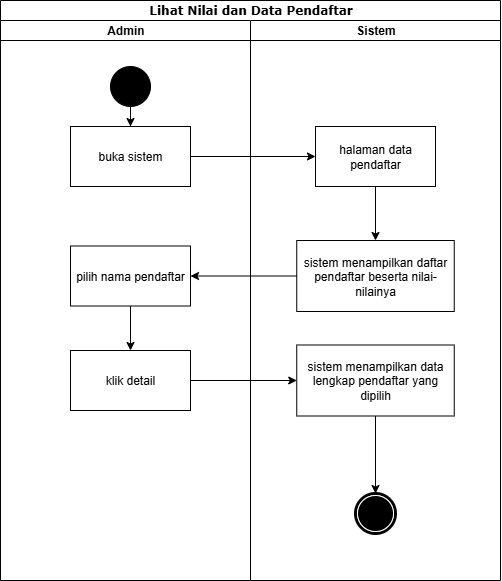 Lihat Nilai dan Data Pendaftar
Admin
Sistem
buka sistem
halaman data
pendaftar
sistem menampilkan daftar
pendaftar beserta nilai-
nilainya
pilih nama pendaftar
klik detail
sistem menampilkan data
lengkap pendaftar yang
dipilih